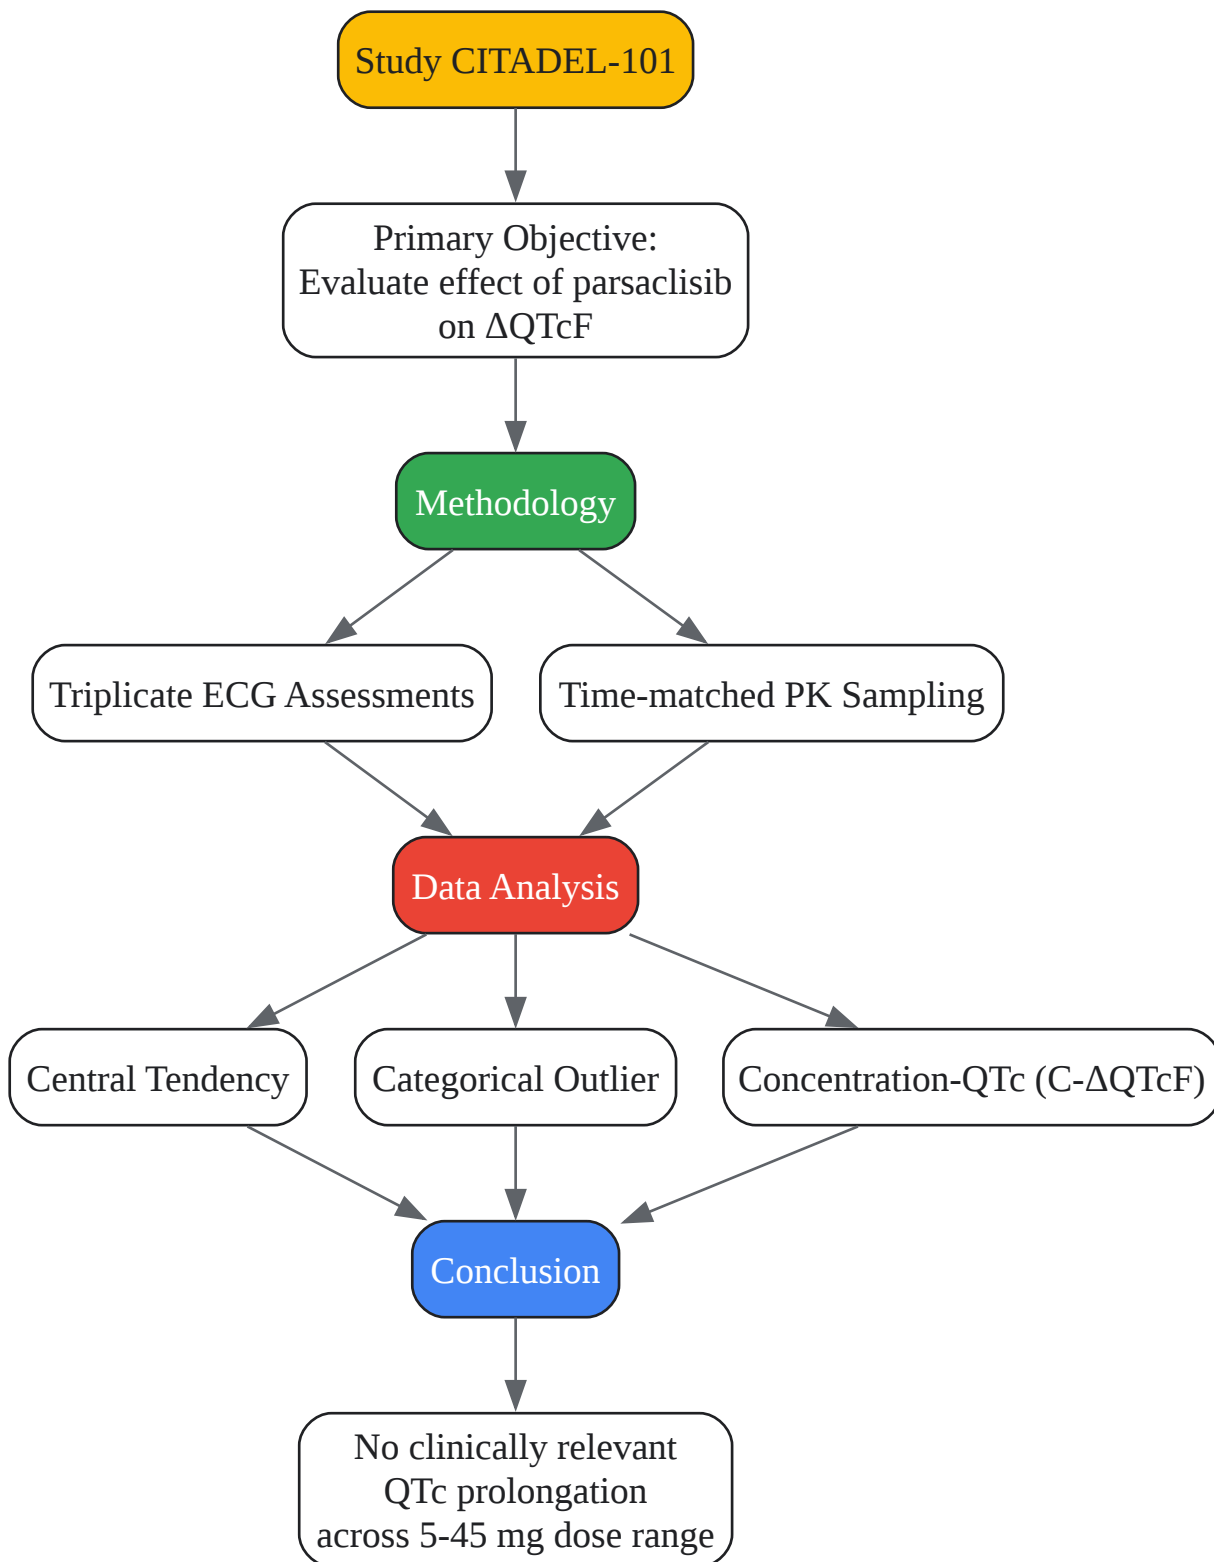 Study CITADEL-101
Primary Objective:
Evaluate effect of parsaclisib
on ΔQTcF
Methodology
Triplicate ECG Assessments
Time-matched PK Sampling
Data Analysis
Central Tendency
Categorical Outlier
Concentration-QTc (C-ΔQTcF)
Conclusion
No clinically relevant
QTc prolongation
across 5-45 mg dose range